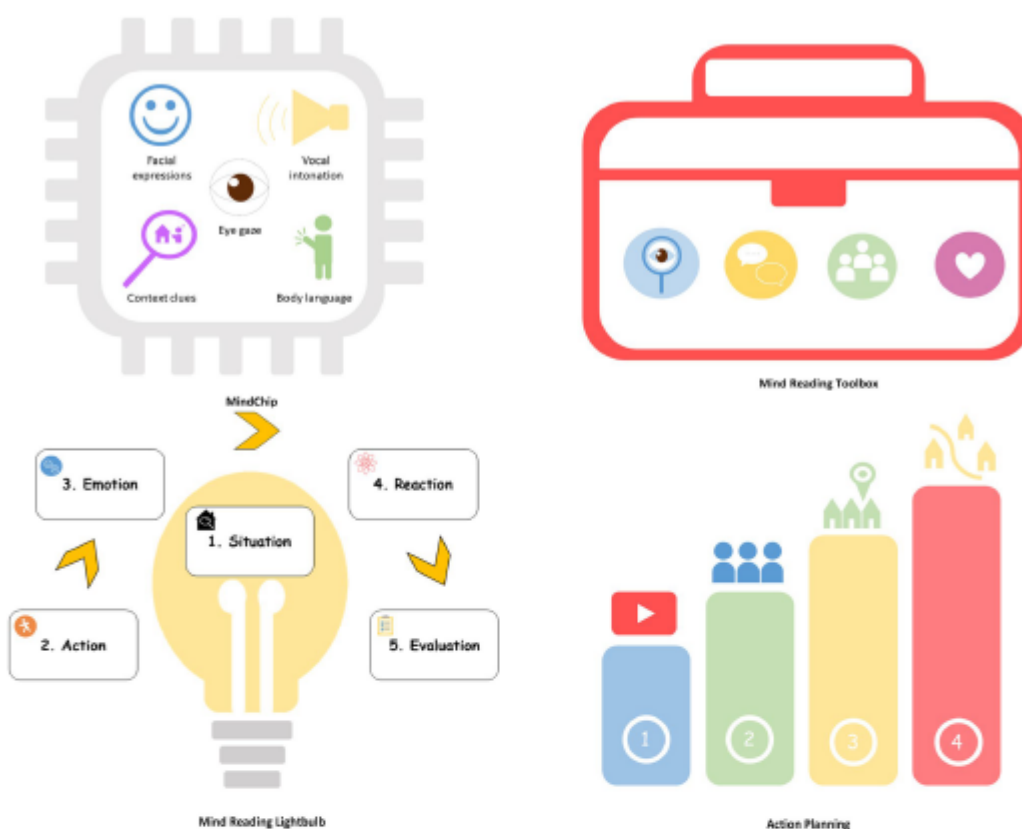 Facial
expressions
Vocal
intonation
Eye gaze
Context clues
Body language
MindChip
Mind Reading Toolbox
3. Emotion
4. Reaction
1. Situation
2. Action
5. Evaluation
Mind Reading Lightbulb
1
2
3
4
Action Planning